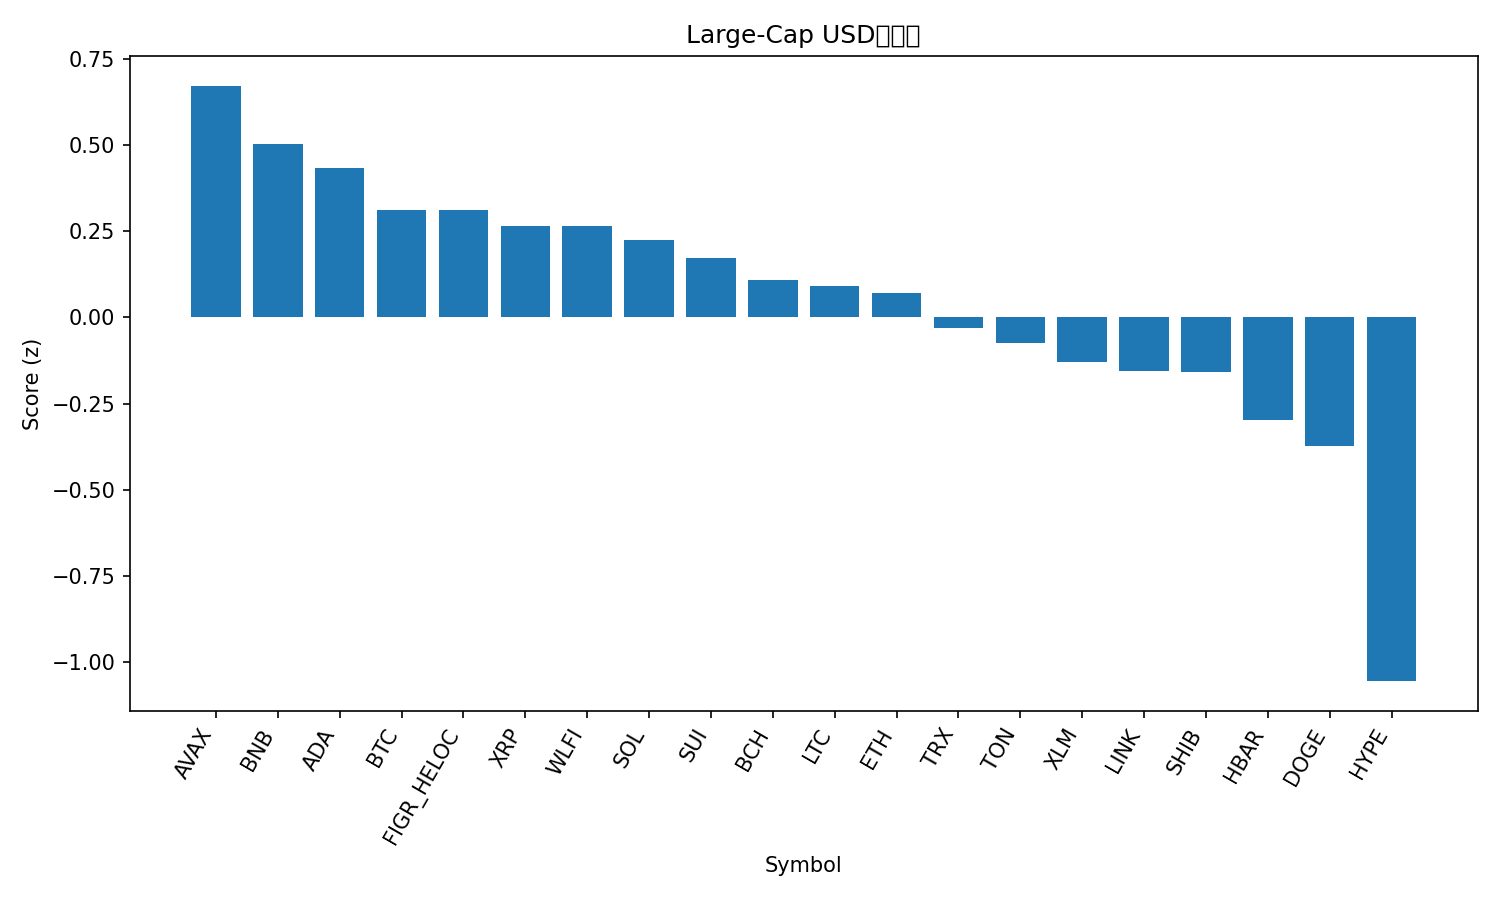 Large-Cap USD
0.75
0.50
0.25
0.00
−0.25
−0.50
−0.75
−1.00
Score (z)
AVAX
BNB
ADA
BTC
FIGR_HELOC
XRP
WLFI
SOL
SUI
BCH
LTC
ETH
TRX
TON
XLM
LINK
SHIB
HBAR
DOGE
HYPE
Symbol